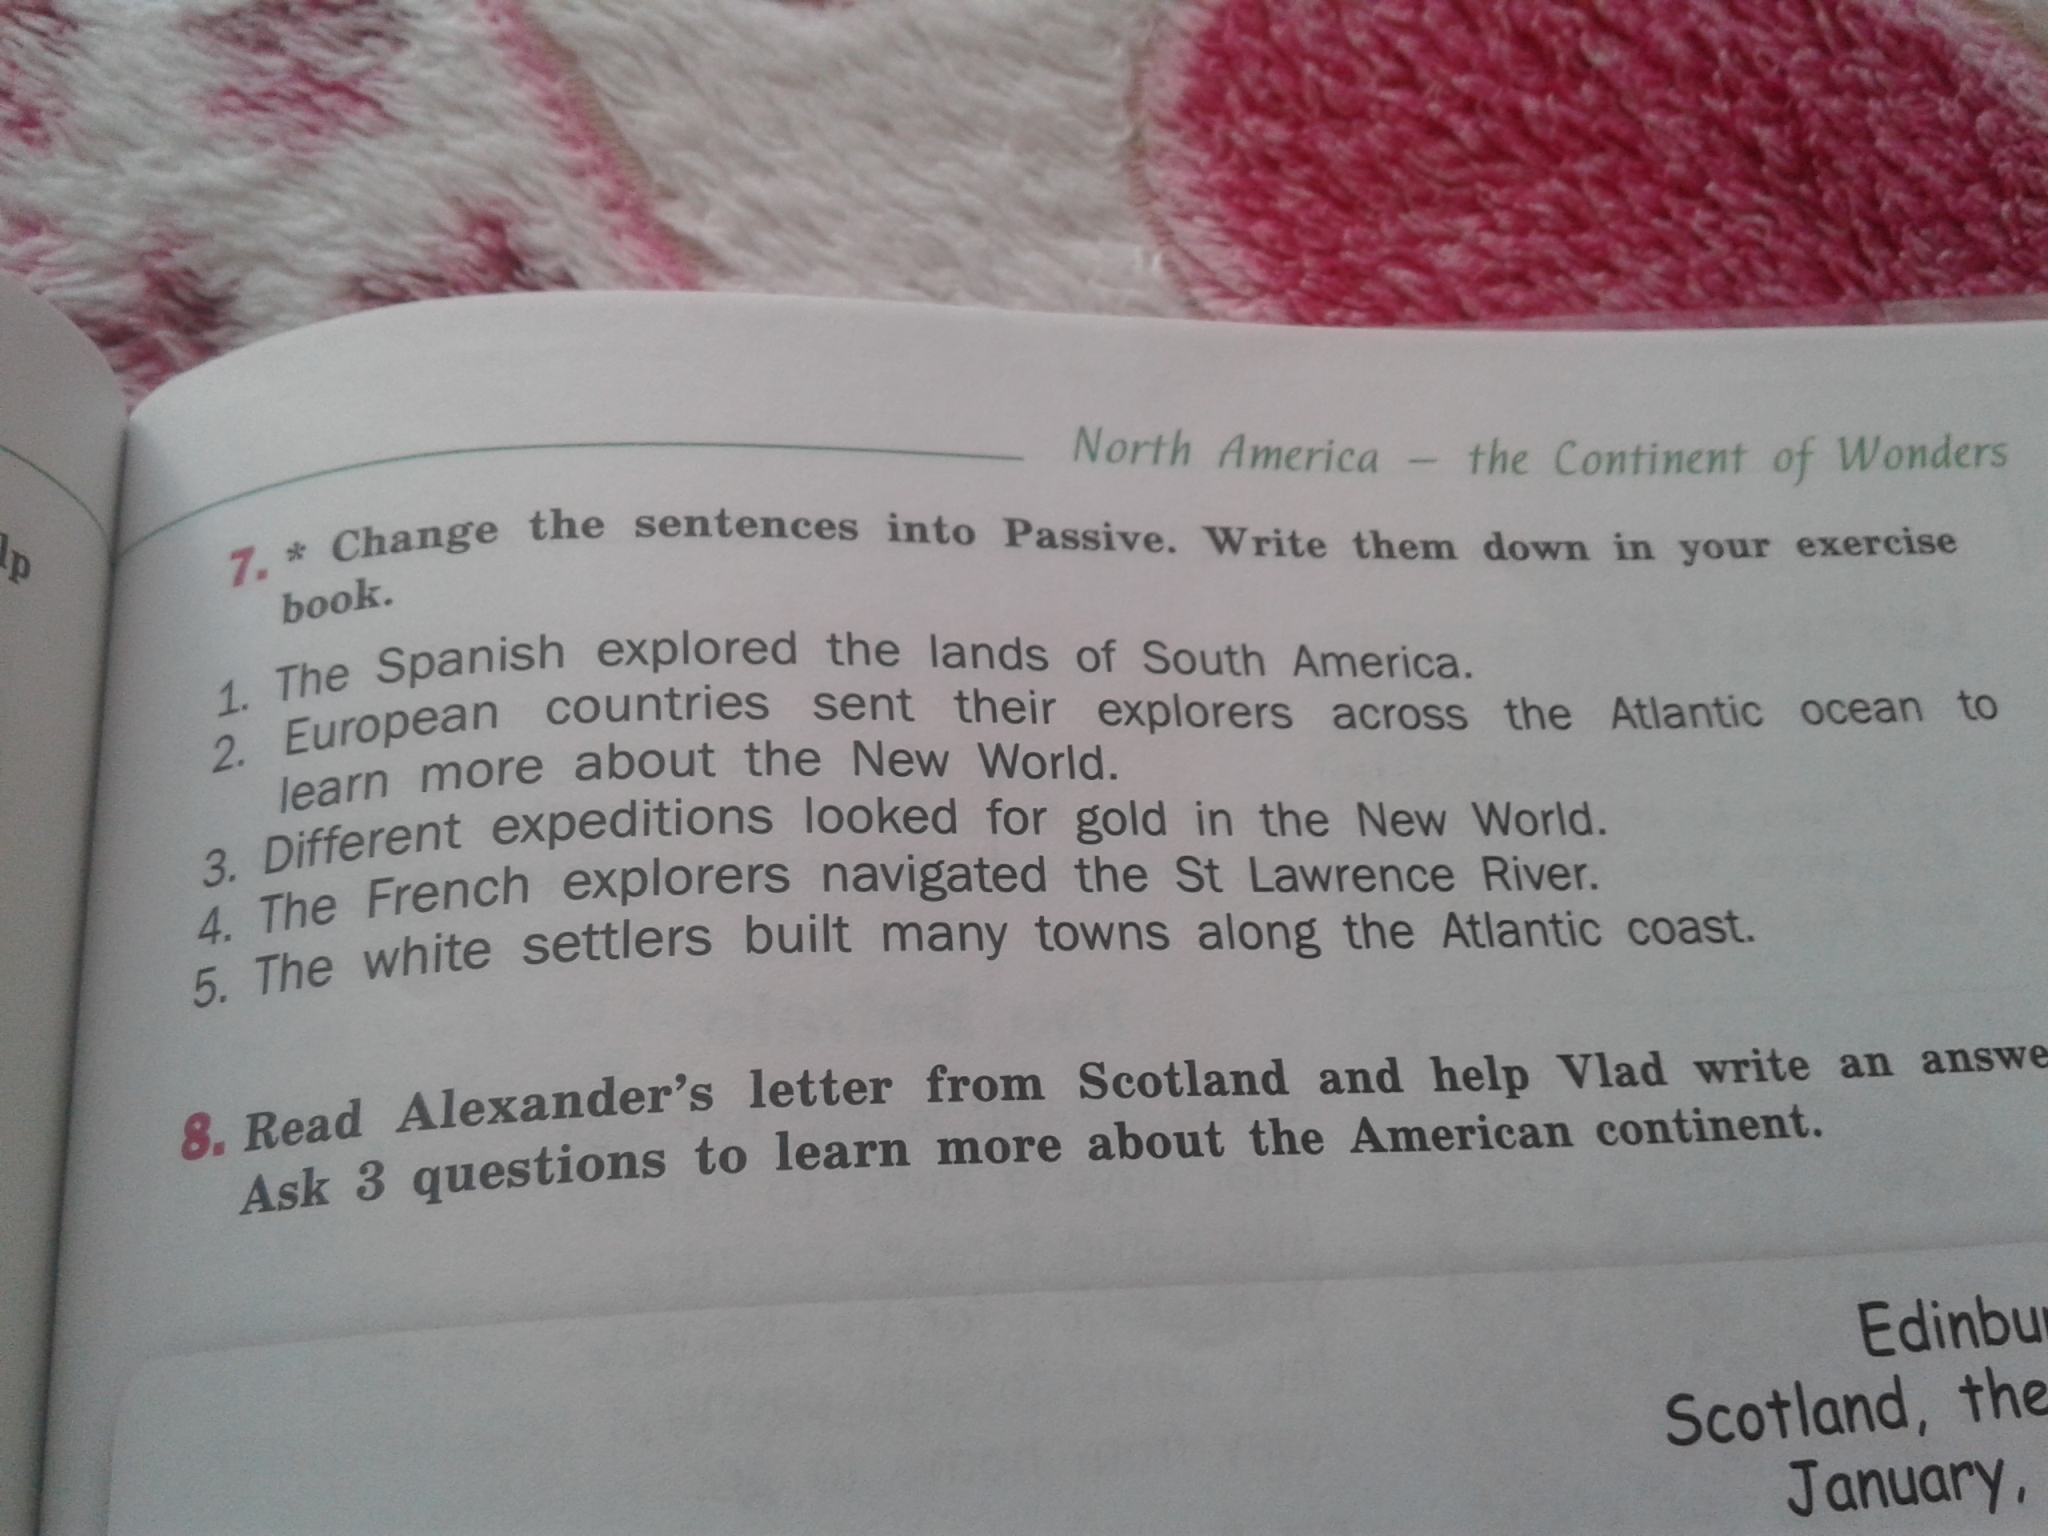 lp
North America – the Continent of Wonders
7. * Change the sentences into Passive. Write them down in your exercise
book.
1. The Spanish explored the lands of South America.
2. European countries sent their explorers across the Atlantic ocean to
learn more about the New World.
3. Different expeditions looked for gold in the New World.
4. The French explorers navigated the St Lawrence River.
5. The white settlers built many towns along the Atlantic coast.
8. Read Alexander's letter from Scotland and help Vlad write an answe
Ask 3 questions to learn more about the American continent.
Edinbu
Scotland, the
January,